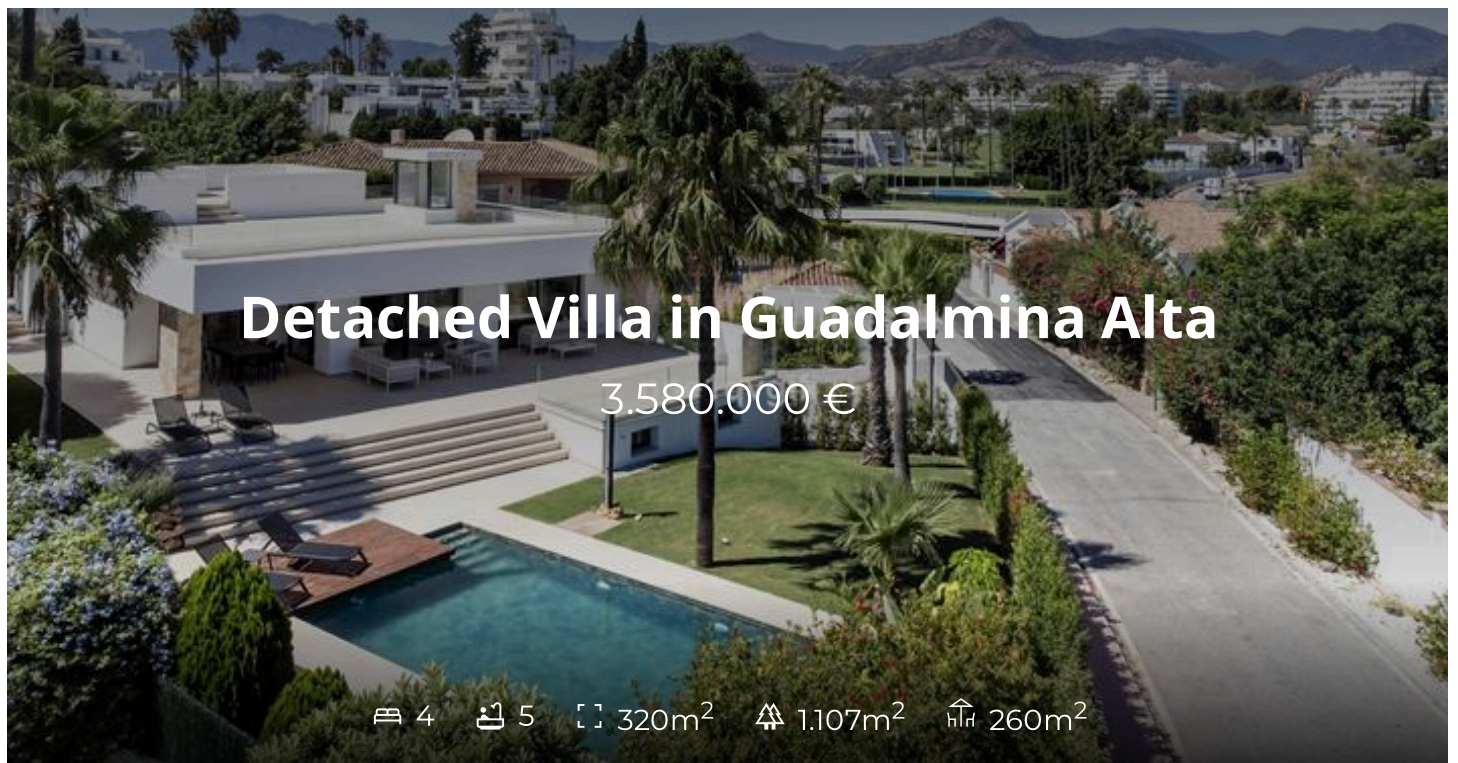 Detached Villa in Guadalmina Alta
3.580.000 €
4 5 320m² 1.107m² 260m²